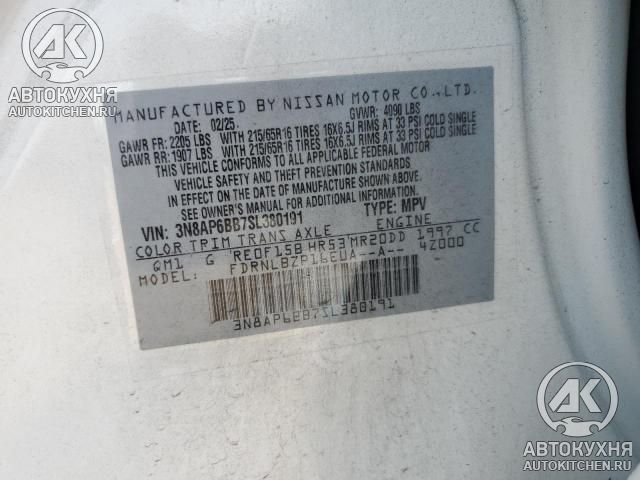 АК
АВТОКУХНЯ
AUTOKITCHEN.RU
MANUFACTURED BY NISSAN MOTOR CO.,LTD.
DATE: 02/25. GVWR: 4090 LBS
GAWR FR: 2205 LBS WITH 215/65R16 TIRES 16X6.5J RIMS AT 33 PSI COLD SINGLE
GAWR RR: 1907 LBS WITH 215/65R16 TIRES 16X6.5J RIMS AT 33 PSI COLD SINGLE
THIS VEHICLE CONFORMS TO ALL APPLICABLE FEDERAL MOTOR
VEHICLE SAFETY AND THEFT PREVENTION STANDARDS
IN EFFECT ON THE DATE OF MANUFACTURE SHOWN ABOVE.
SEE OWNER'S MANUAL FOR ADDITIONAL INFORMATION.
VIN: 3N8AP6BB7SL380191 TYPE: MPV
COLOR TRIM TRANS AXLE ENGINE
QM1 G RE0F15B HR53 MR20DD 1997 CC
MODEL: FDRNLBZP16EUA--A-- 4Z000
3N8AP6BB7SL380191
АК
АВТОКУХНЯ
AUTOKITCHEN.RU